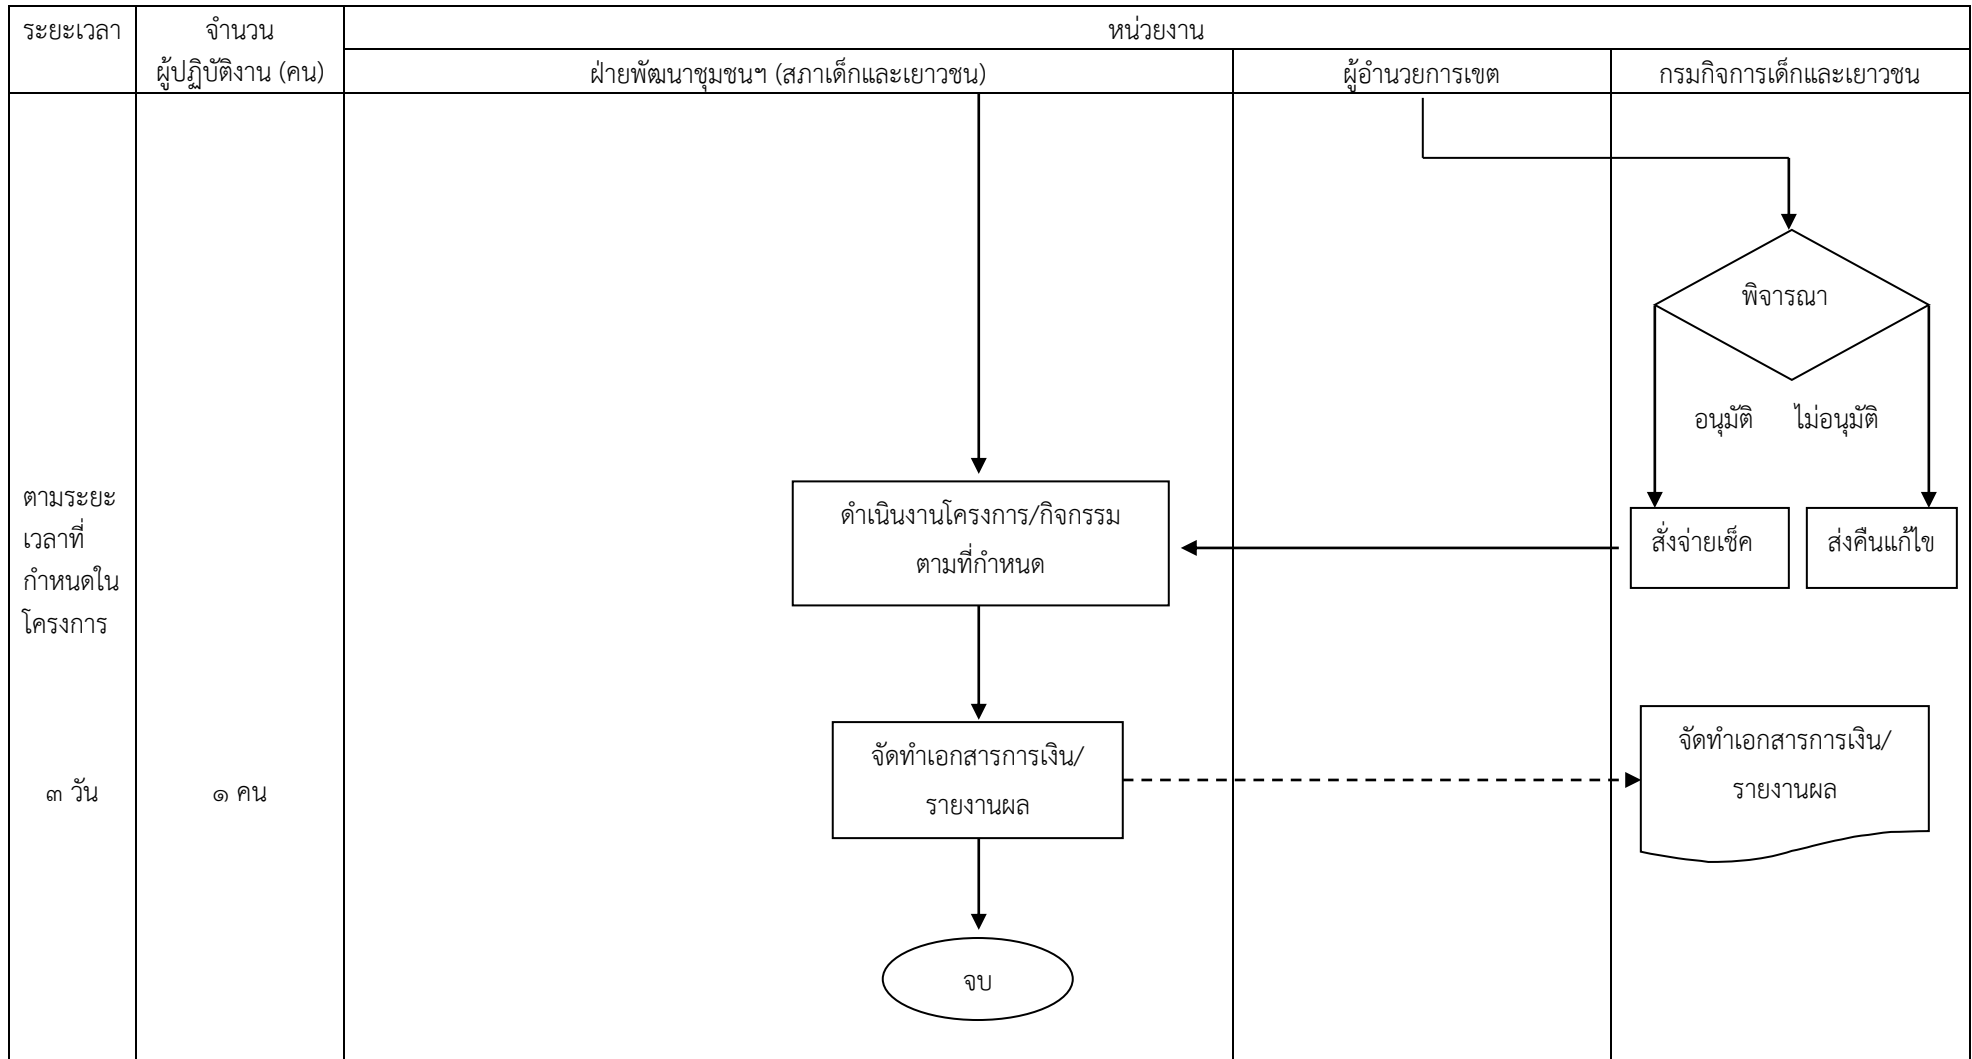 ระยะเวลา
จำนวน
ผู้ปฏิบัติงาน (คน)
หน่วยงาน
ฝ่ายพัฒนาชุมชนฯ (สภาเด็กและเยาวชน)
ผู้อำนวยการเขต
กรมกิจการเด็กและเยาวชน
พิจารณา
อนุมัติ
ไม่อนุมัติ
ตามระยะ
เวลาที่
กำหนดใน
โครงการ
ดำเนินงานโครงการ/กิจกรรม
ตามที่กำหนด
สั่งจ่ายเช็ค
ส่งคืนแก้ไข
๓ วัน
๑ คน
จัดทำเอกสารการเงิน/
รายงานผล
จัดทำเอกสารการเงิน/
รายงานผล
จบ